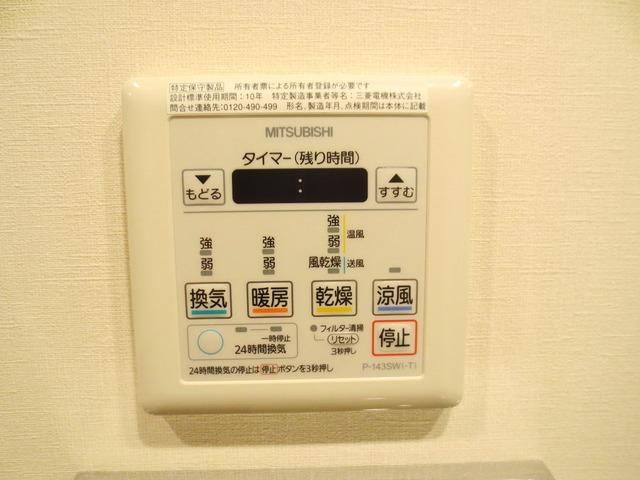 特定保守製品 所有者票による所有者登録が必要です
設計標準使用期間:10年 特定製造事業者等名:三菱電機株式会社
問合せ連絡先:0120-490-499 形名、製造年月、点検期間は本体に記載
MITSUBISHI
タイマー(残り時間)
▼ : ▲
もどる すすむ
強
強 強 弱 温風
弱 弱 風乾燥 送風
換気 暖房 乾燥 涼風
一時停止 フィルター清掃
24時間換気 リセット 停止
3秒押し
24時間換気の停止は停止ボタンを3秒押し P-143SW(-T)